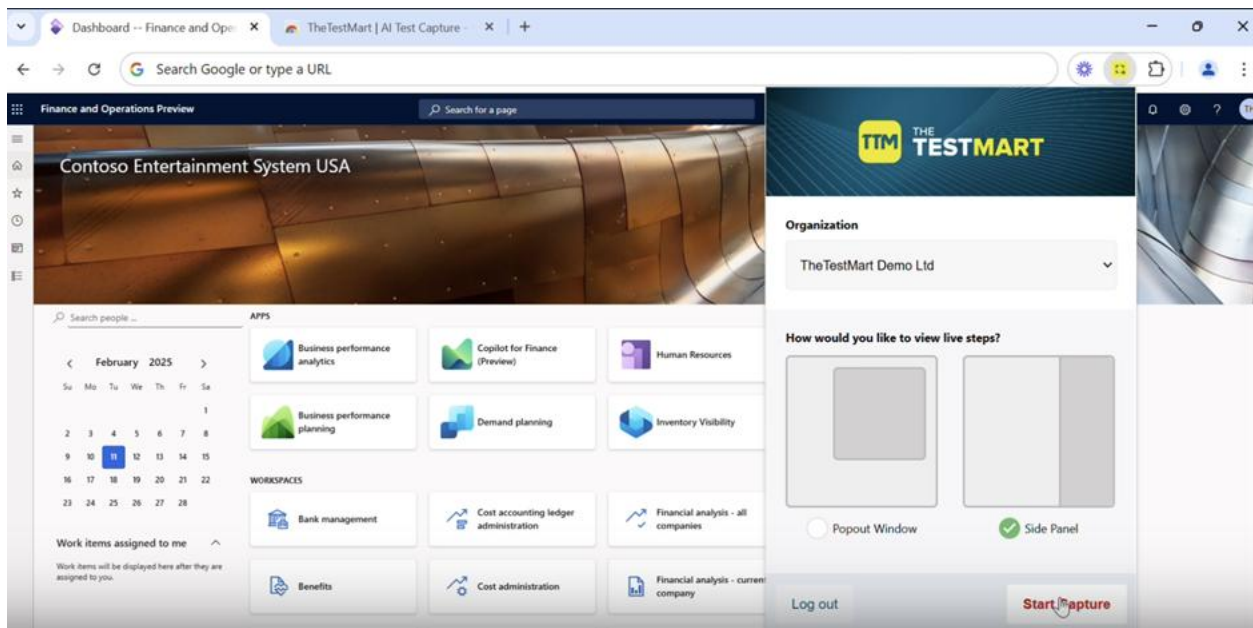 Dashboard -- Finance and Ope
TheTestMart | AI Test Capture -
Search Google or type a URL
Finance and Operations Preview
Search for a page
Contoso Entertainment System USA
Search people ...
February 2025
Su Mo Tu We Th Fr Sa
1
2 3 4 5 6 7 8
9 10 11 12 13 14 15
16 17 18 19 20 21 22
23 24 25 26 27 28
Work items assigned to me
Work items will be displayed here after they are
assigned to you.
APPS
Business performance
analytics
Copilot for Finance
(Preview)
Human Resources
Business performance
planning
Demand planning
Inventory Visibility
WORKSPACES
Bank management
Cost accounting ledger
administration
Financial analysis - all
companies
Benefits
Cost administration
Financial analysis - current
company
TTM
THE
TESTMART
Organization
TheTestMart Demo Ltd
How would you like to view live steps?
Popout Window
Side Panel
Log out
Start Capture